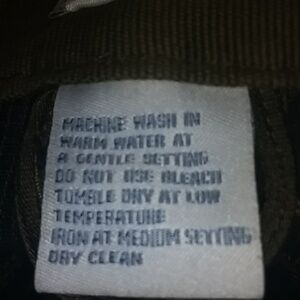 MACHINE WASH IN
WARM WATER AT
A GENTLE SETTING
DO NOT USE BLEACH
TUMBLE DRY AT LOW
TEMPERATURE
IRON AT MEDIUM SETTING
DRY CLEAN